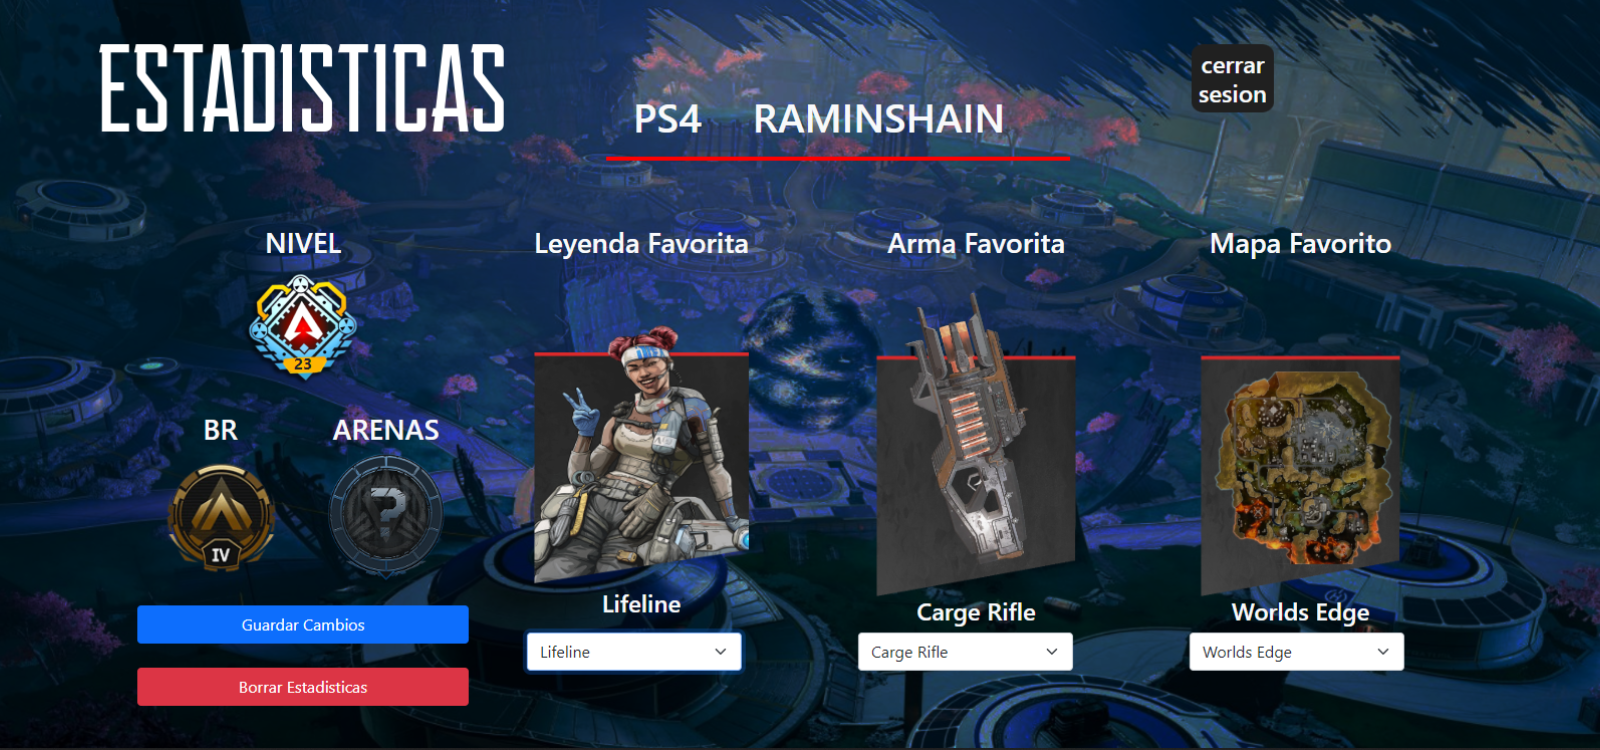 ESTADISTICAS
PS4 RAMINSHAIN
cerrar
sesion
NIVEL
23
BR
IV
ARENAS
?
Guardar Cambios
Borrar Estadisticas
Leyenda Favorita
Lifeline
Lifeline
Arma Favorita
Carge Rifle
Carge Rifle
Mapa Favorito
Worlds Edge
Worlds Edge